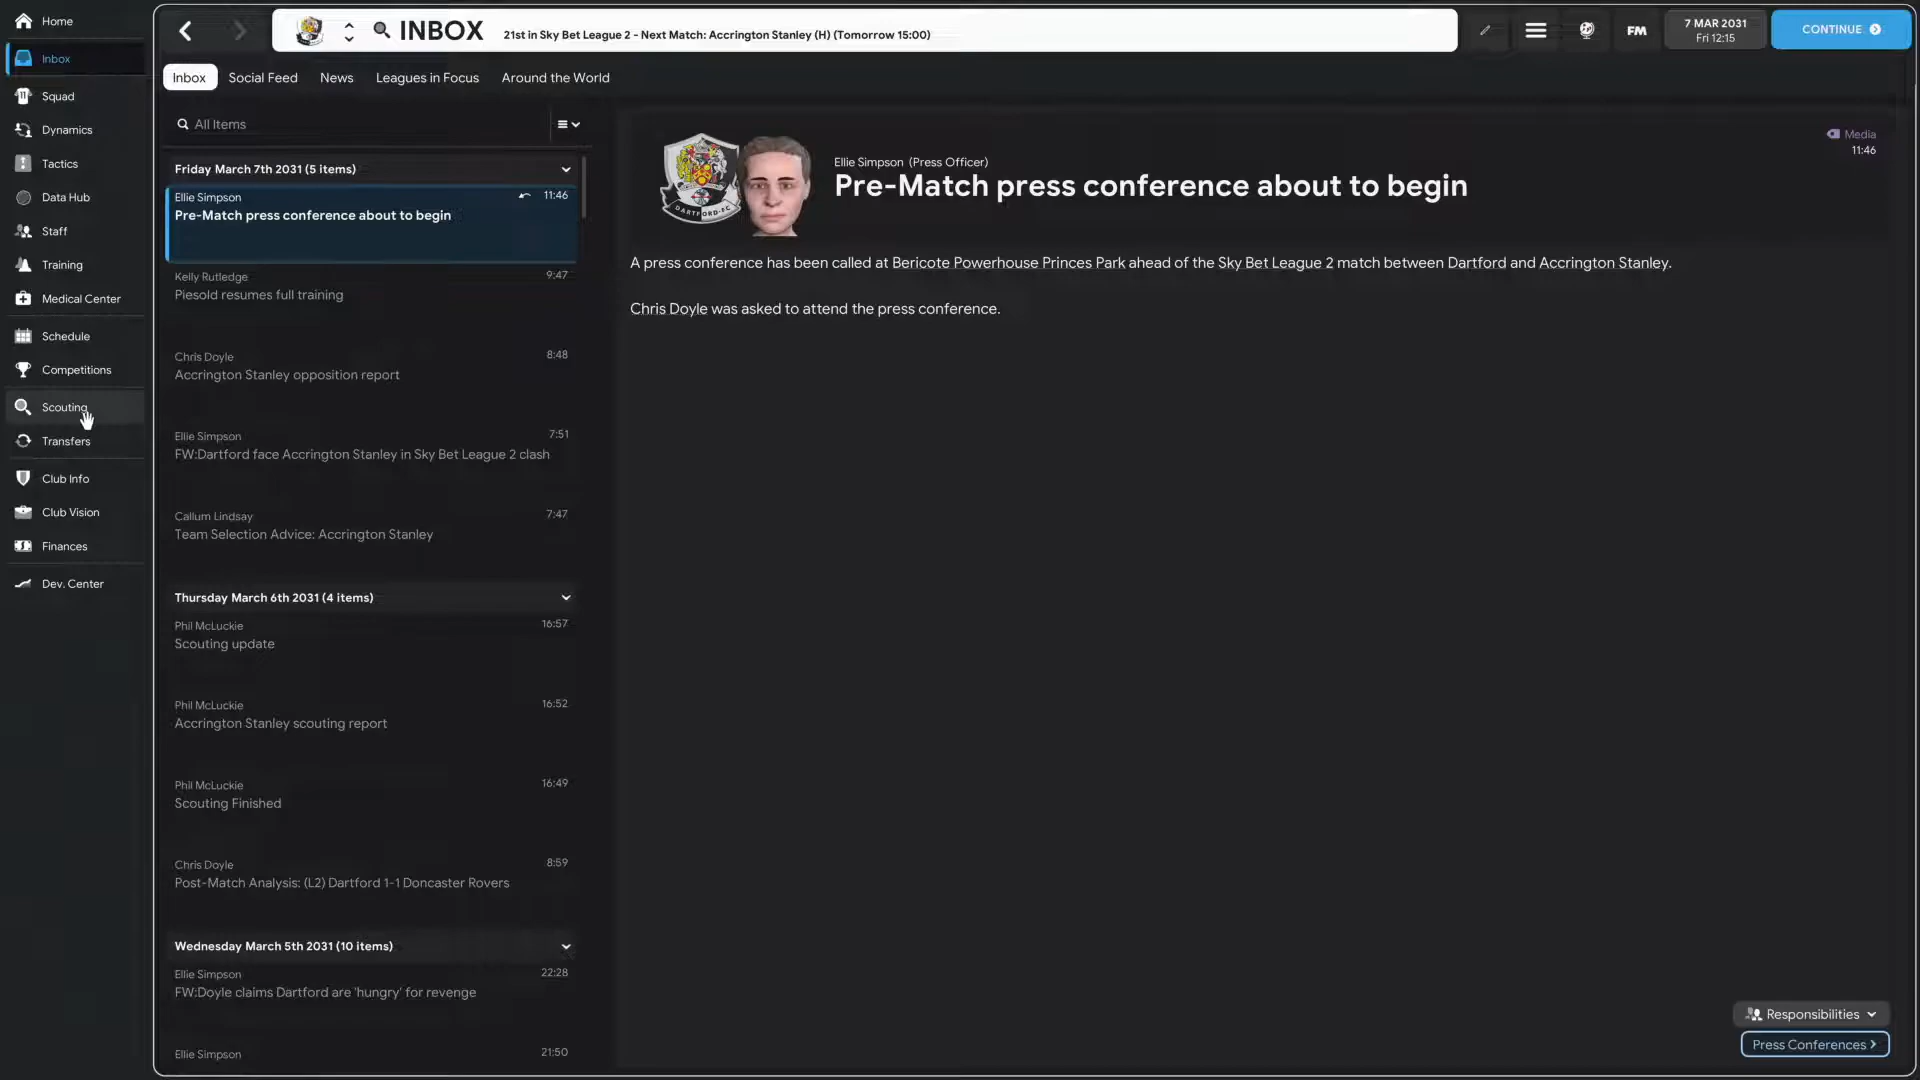 Home
Inbox
Squad
Dynamics
Tactics
Data Hub
Staff
Training
Medical Center
Schedule
Competitions
Scouting
Transfers
Club Info
Club Vision
Finances
Dev. Center
INBOX
21st in Sky Bet League 2 - Next Match: Accrington Stanley (H) (Tomorrow 15:00)
FM
7 MAR 2031
Fri 12:15
CONTINUE
Inbox Social Feed News Leagues in Focus Around the World
All Items
Friday March 7th 2031 (5 items)
Ellie Simpson 11:46
Pre-Match press conference about to begin
Kelly Rutledge 9:47
Piesold resumes full training
Chris Doyle 8:48
Accrington Stanley opposition report
Ellie Simpson 7:51
FW:Dartford face Accrington Stanley in Sky Bet League 2 clash
Callum Lindsay 7:47
Team Selection Advice: Accrington Stanley
Thursday March 6th 2031 (4 items)
Phil McLuckie 16:57
Scouting update
Phil McLuckie 16:52
Accrington Stanley scouting report
Phil McLuckie 16:49
Scouting Finished
Chris Doyle 8:59
Post-Match Analysis: (L2) Dartford 1-1 Doncaster Rovers
Wednesday March 5th 2031 (10 items)
Ellie Simpson 22:28
FW:Doyle claims Dartford are 'hungry' for revenge
Ellie Simpson 21:50
DARTFORD·FC
Media
11:46
Ellie Simpson (Press Officer)
Pre-Match press conference about to begin
A press conference has been called at Bericote Powerhouse Princes Park ahead of the Sky Bet League 2 match between Dartford and Accrington Stanley.
Chris Doyle was asked to attend the press conference.
Responsibilities
Press Conferences >